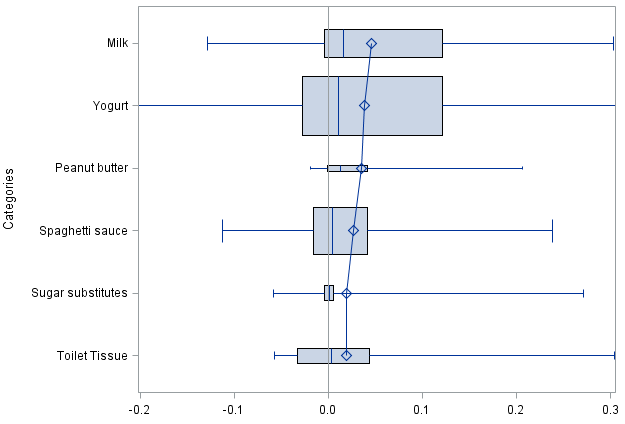 Categories
Milk
Yogurt
Peanut butter
Spaghetti sauce
Sugar substitutes
Toilet Tissue
-0.2 -0.1 0.0 0.1 0.2 0.3